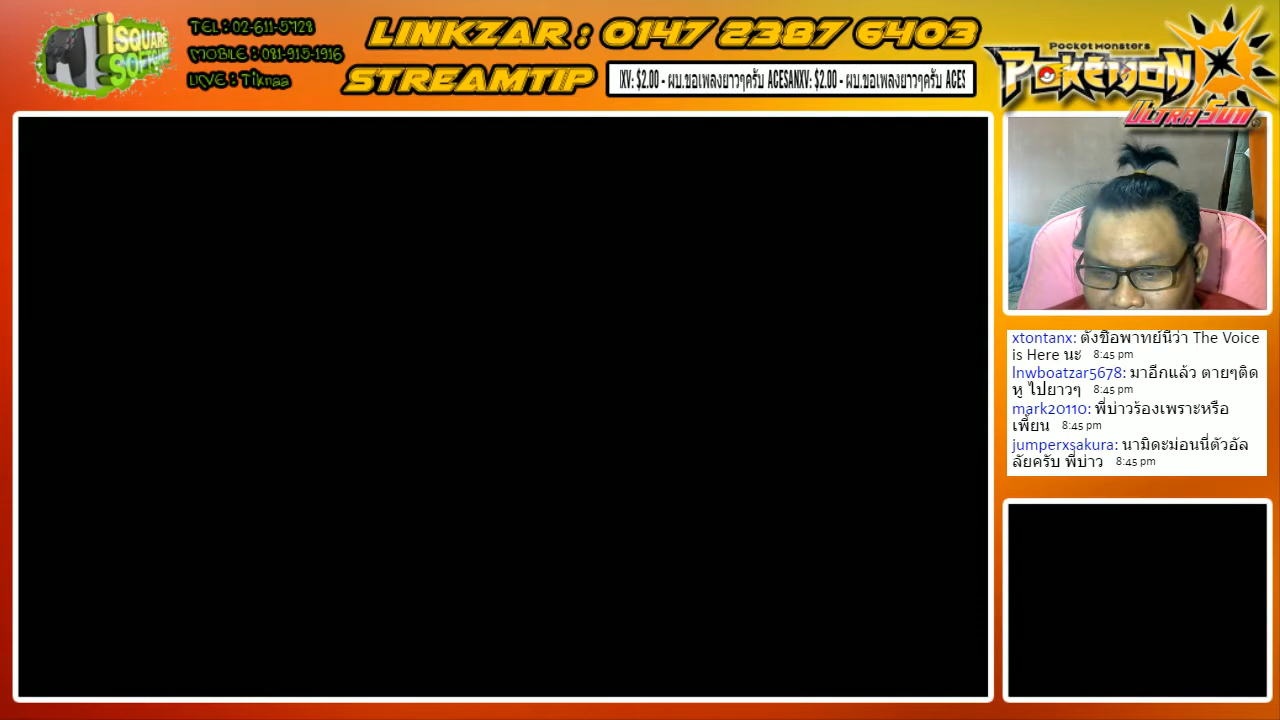 iSQUARE
SOFT
TEL : 02-611-5728
MOBILE : 081-915-1916
LINE : Tiknaa
LINKZAR : 0147 2387 6403
STREAMTIP
XV: $2.00 - ผบ.ขอเพลงยาวๆครับ ACESANXV: $2.00 - ผบ.ขอเพลงยาวๆครับ ACES
POCKET MONSTERS
POKÉMON
ULTRA SUN
xtontanx: ตั้งชื่อพาทย์นี้ว่า The Voice
is Here นะ 8:45 pm
lnwboatzar5678: มาอีกแล้ว ตายๆติด
หู ไปยาวๆ 8:45 pm
mark20110: พี่บ่าวร้องเพราะหรือ
เพี้ยน 8:45 pm
jumperxsakura: นามิดะม่อนนี่ตัวอัล
ลัยครับ พี่บ่าว 8:45 pm